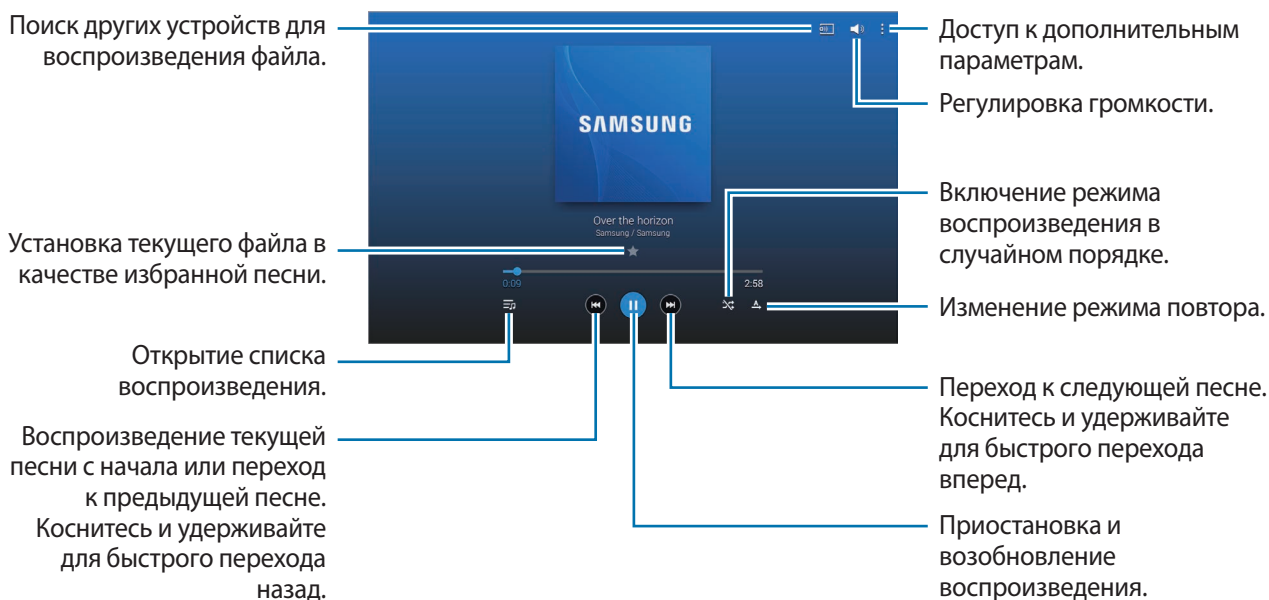 Поиск других устройств для
воспроизведения файла.
Доступ к дополнительным
параметрам.
Регулировка громкости.
SAMSUNG
Over the horizon
Samsung / Samsung
Включение режима
воспроизведения в
случайном порядке.
Установка текущего файла в
качестве избранной песни.
0:09
2:58
Изменение режима повтора.
Открытие списка
воспроизведения.
Переход к следующей песне.
Коснитесь и удерживайте
для быстрого перехода
вперед.
Воспроизведение текущей
песни с начала или переход
к предыдущей песне.
Коснитесь и удерживайте
для быстрого перехода
назад.
Приостановка и
возобновление
воспроизведения.